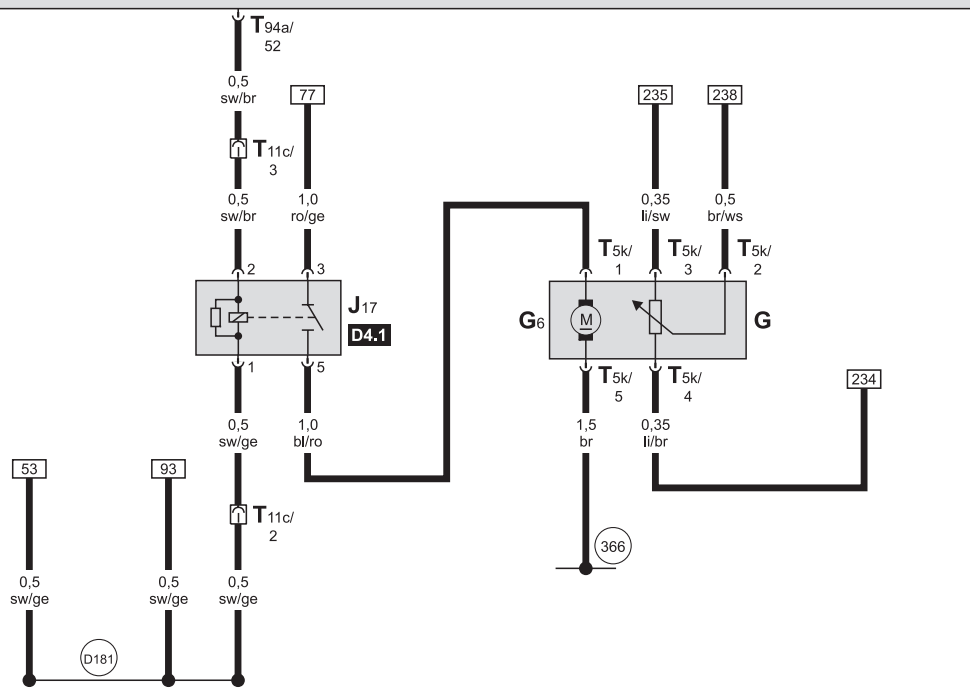 T94a/
52
0,5
sw/br
77
235
238
T11c/
3
0,5
sw/br
1,0
ro/ge
0,35
li/sw
0,5
br/ws
T5k/
1
T5k/
3
T5k/
2
2
3
J17
D4.1
G6
M
G
1
5
T5k/
5
T5k/
4
234
0,5
sw/ge
1,0
bl/ro
1,5
br
0,35
li/br
53
93
T11c/
2
366
0,5
sw/ge
0,5
sw/ge
0,5
sw/ge
D181